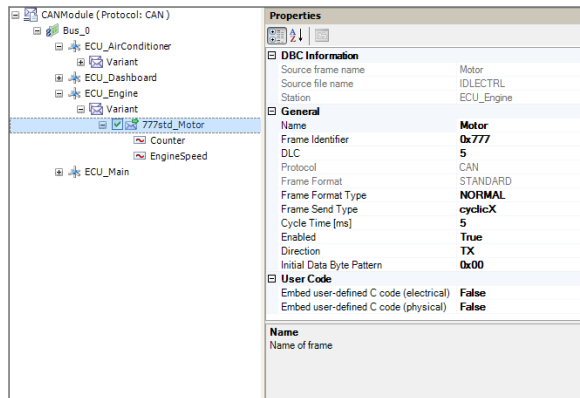 CANModule (Protocol: CAN )
Bus_0
ECU_AirConditioner
Variant
ECU_Dashboard
ECU_Engine
Variant
777std_Motor
Counter
EngineSpeed
ECU_Main
Properties
DBC Information
Source frame name Motor
Source file name IDLECTRL
Station ECU_Engine
General
Name Motor
Frame Identifier 0x777
DLC 5
Protocol CAN
Frame Format STANDARD
Frame Format Type NORMAL
Frame Send Type cyclicX
Cycle Time [ms] 5
Enabled True
Direction TX
Initial Data Byte Pattern 0x00
User Code
Embed user-defined C code (electrical) False
Embed user-defined C code (physical) False
Name
Name of frame